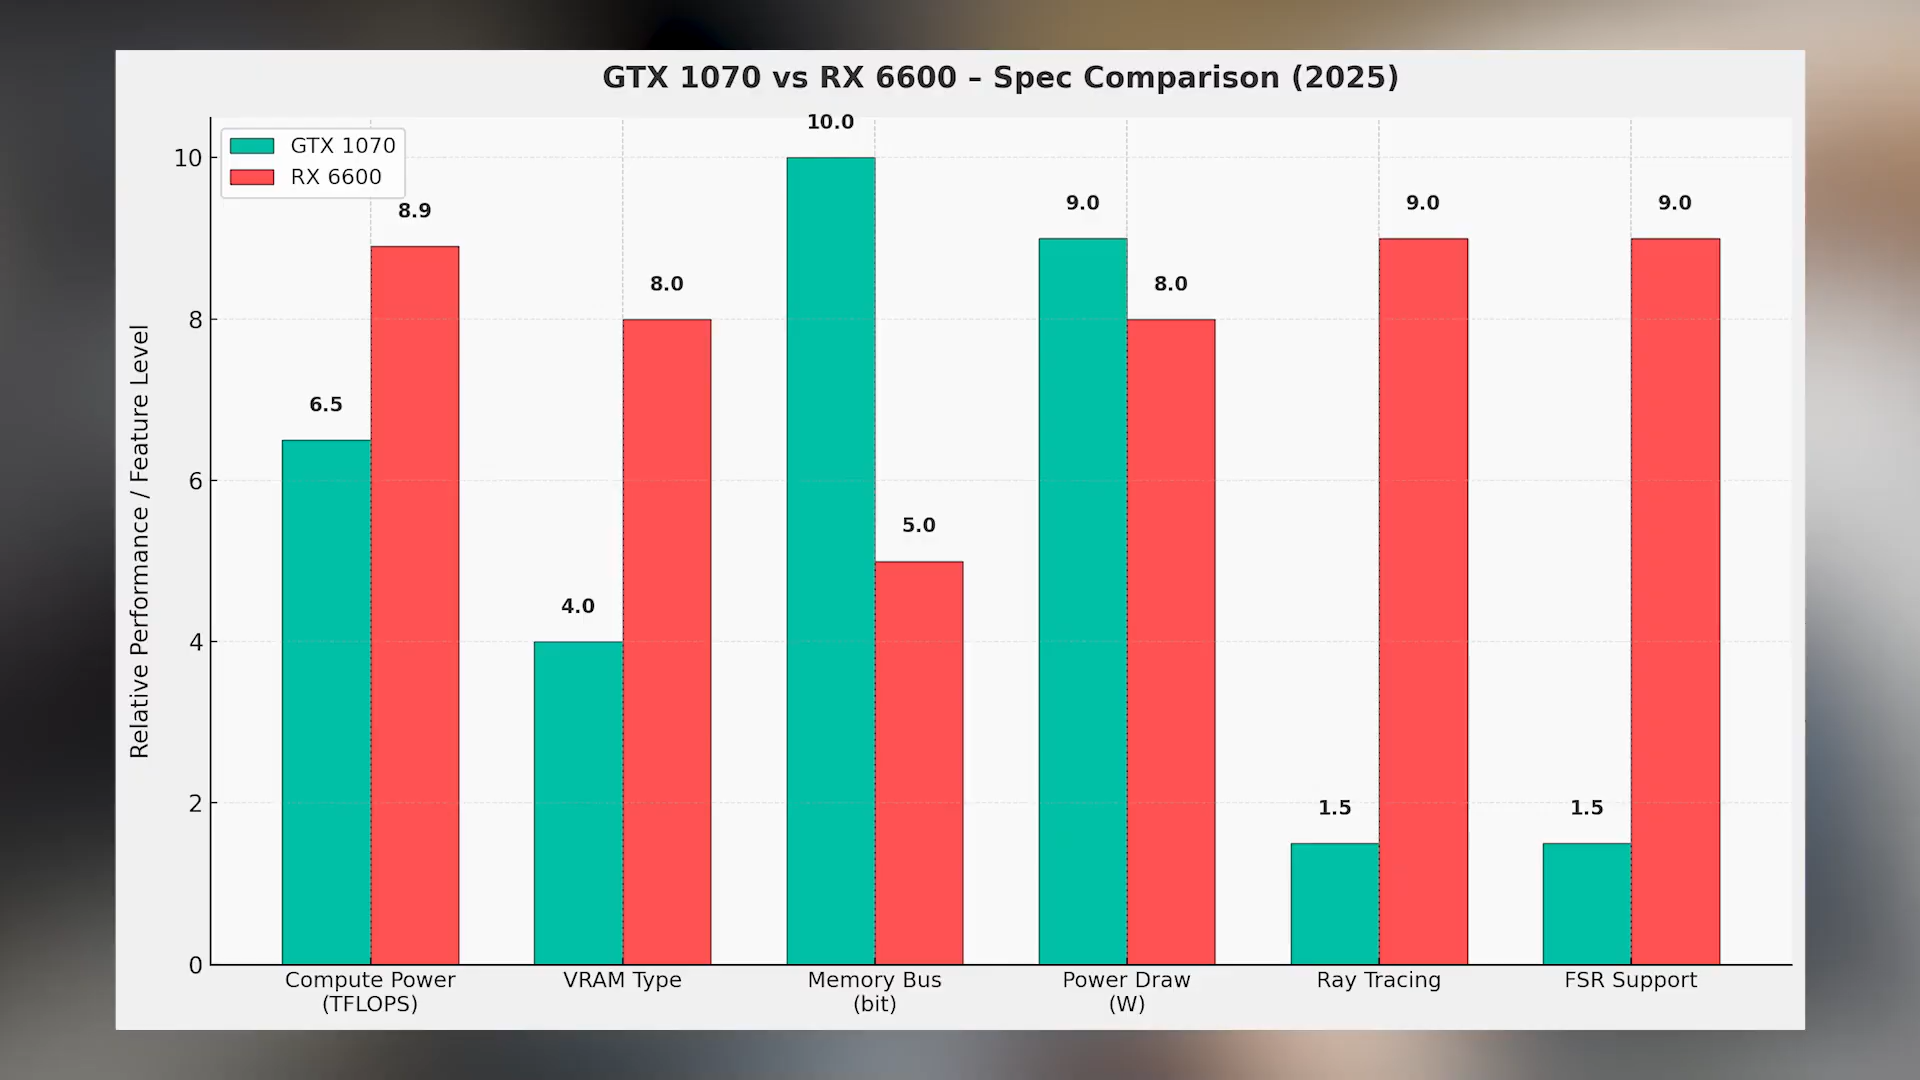 GTX 1070 vs RX 6600 – Spec Comparison (2025)
GTX 1070
RX 6600
Relative Performance / Feature Level
10
8
6
4
2
0
6.5
8.9
4.0
8.0
10.0
5.0
9.0
8.0
1.5
9.0
1.5
9.0
Compute Power
(TFLOPS)
VRAM Type
Memory Bus
(bit)
Power Draw
(W)
Ray Tracing
FSR Support